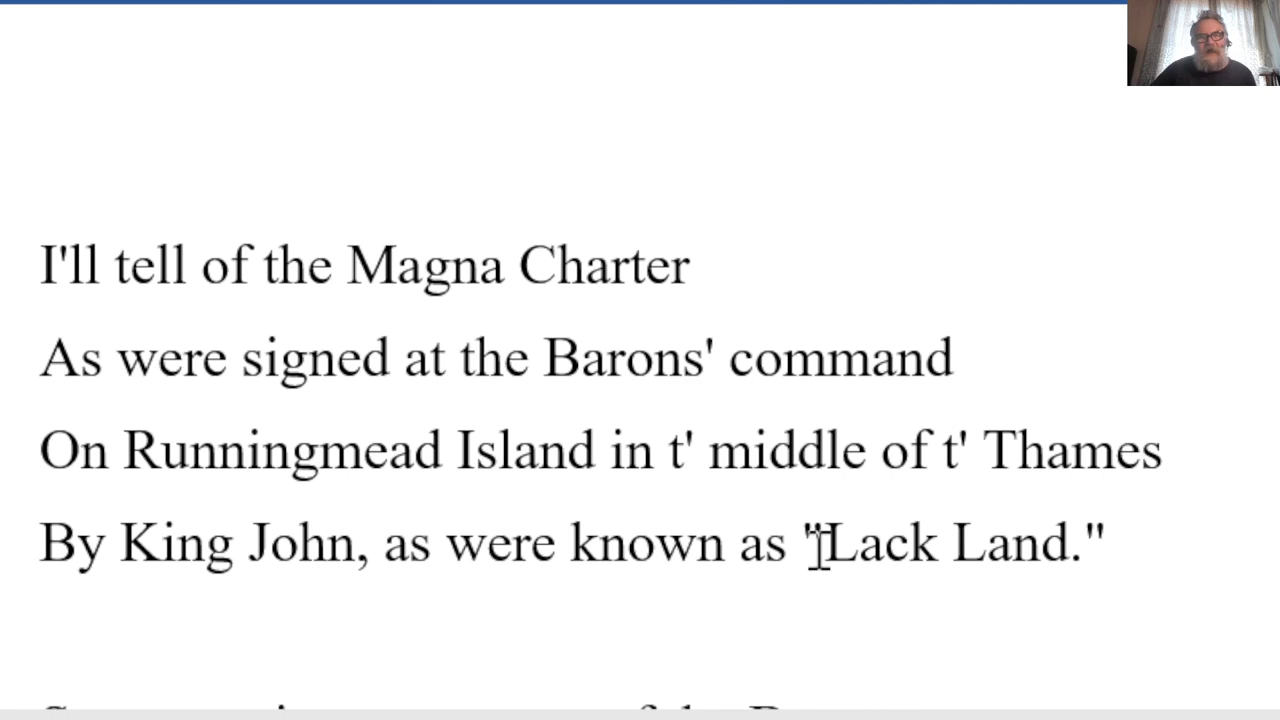 I'll tell of the Magna Charter
As were signed at the Barons' command
On Runningmead Island in t' middle of t' Thames
By King John, as were known as "Lack Land."